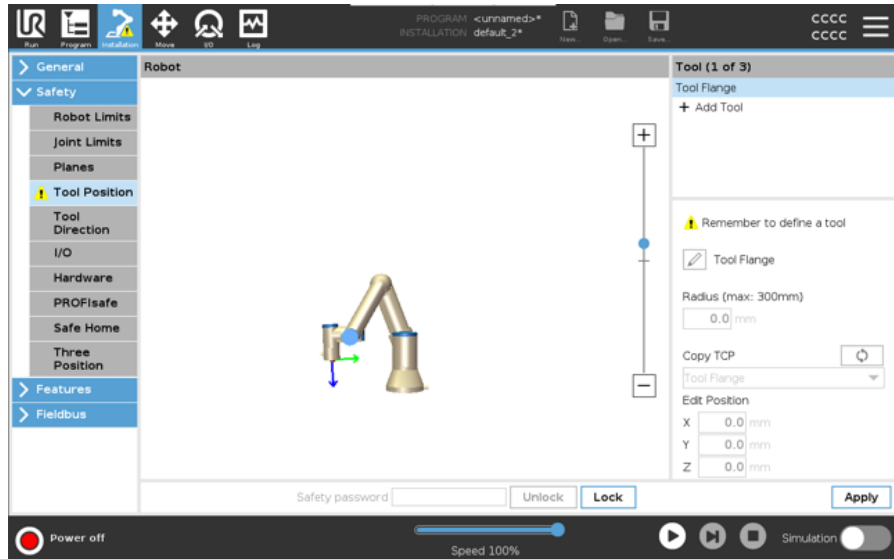 PROGRAM <unnamed>*
INSTALLATION default_2*
UR
Run
Program
Installation
Move
I/O
Log
New...
Open...
Save...
cccc
cccc
General
Safety
Robot Limits
Joint Limits
Planes
Tool Position
Tool
Direction
I/O
Hardware
PROFIsafe
Safe Home
Three
Position
Features
Fieldbus
Robot
Tool (1 of 3)
Tool Flange
+ Add Tool
Remember to define a tool
Tool Flange
Radius (max: 300mm)
0.0 mm
Copy TCP
Tool Flange
Edit Position
X 0.0 mm
Y 0.0 mm
Z 0.0 mm
Safety password
Unlock
Lock
Apply
Power off
Speed 100%
Simulation